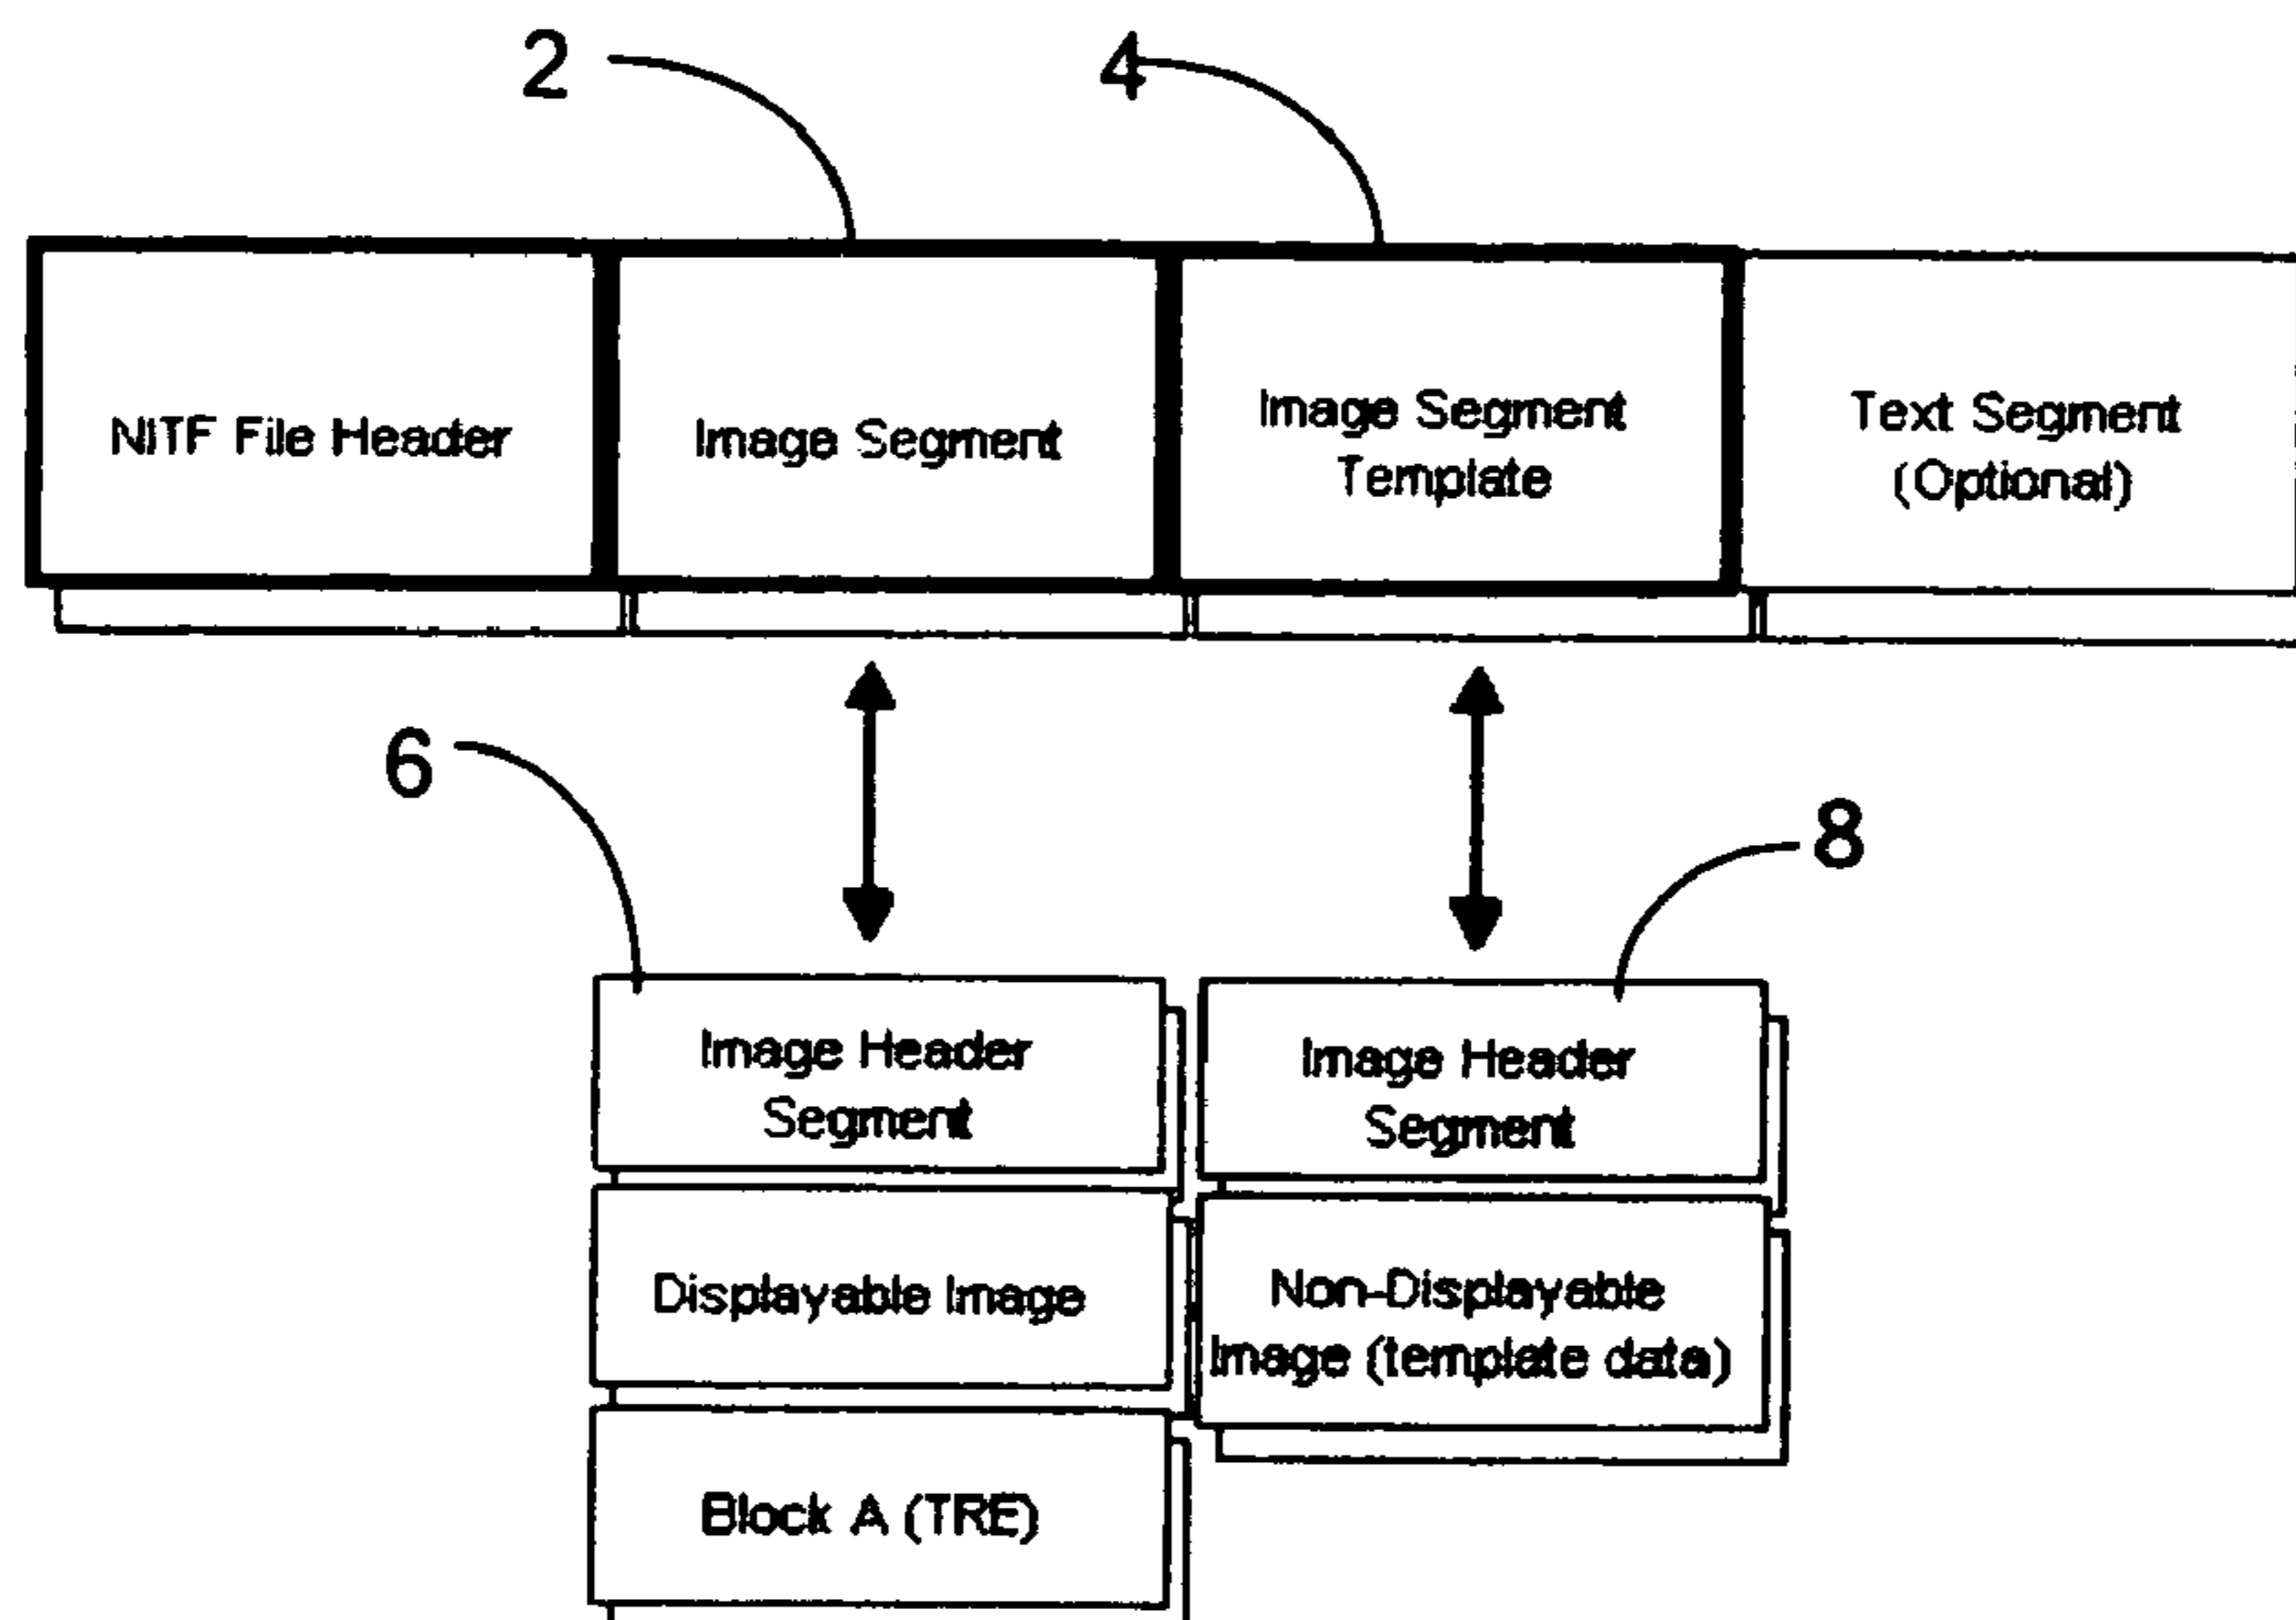 2
4
NITF File Header
Image Segment
Image Segment
Template
Text Segment
(Optional)
6
8
Image Header
Segment
Image Header
Segment
Displayable Image
Non-Displayable
Image (template data)
Block A (TRE)